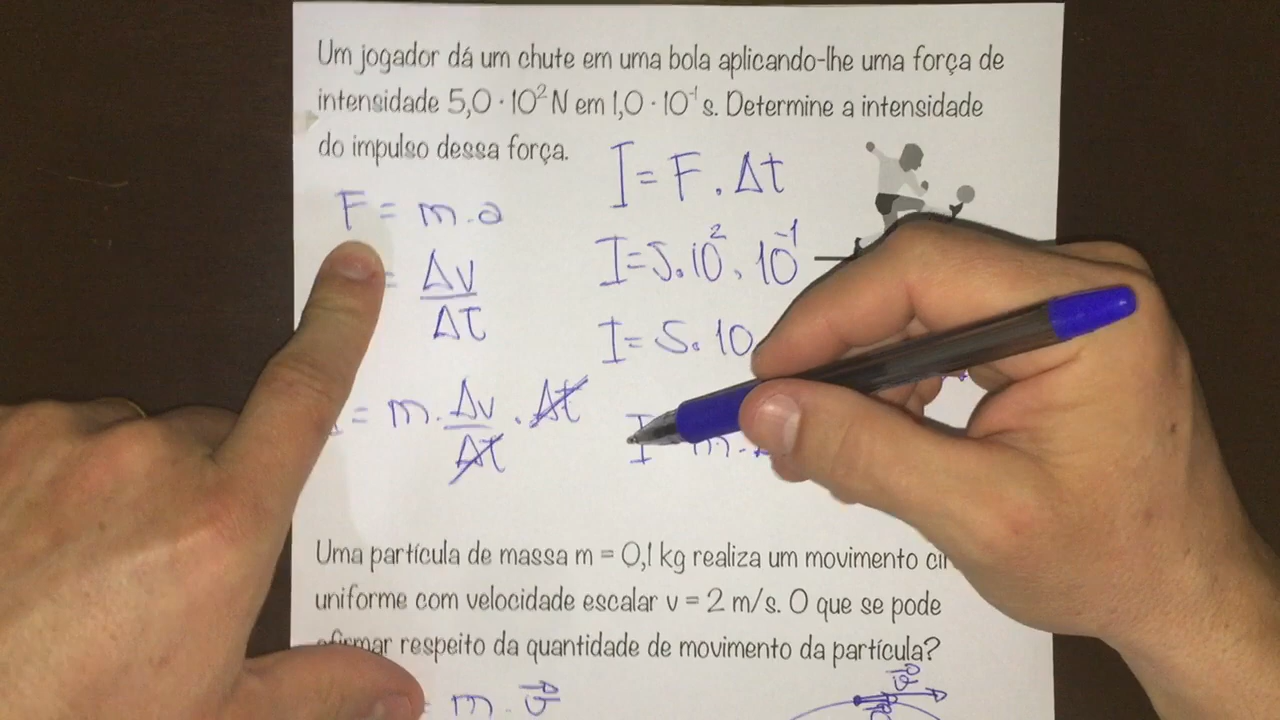 Um jogador dá um chute em uma bola aplicando-lhe uma força de
intensidade 5,0 · 10² N em 1,0 · 10⁻¹ s. Determine a intensidade
do impulso dessa força.
I = F . Δt
F = m . a
I = 5 . 10² . 10⁻¹
= Δv
Δt
I = 5 . 10
= m . Δv . Δt
Δt
I m .
Uma partícula de massa m = 0,1 kg realiza um movimento
uniforme com velocidade escalar v = 2 m/s. O que se pode
afirmar respeito da quantidade de movimento da partícula?
= m . v⃗